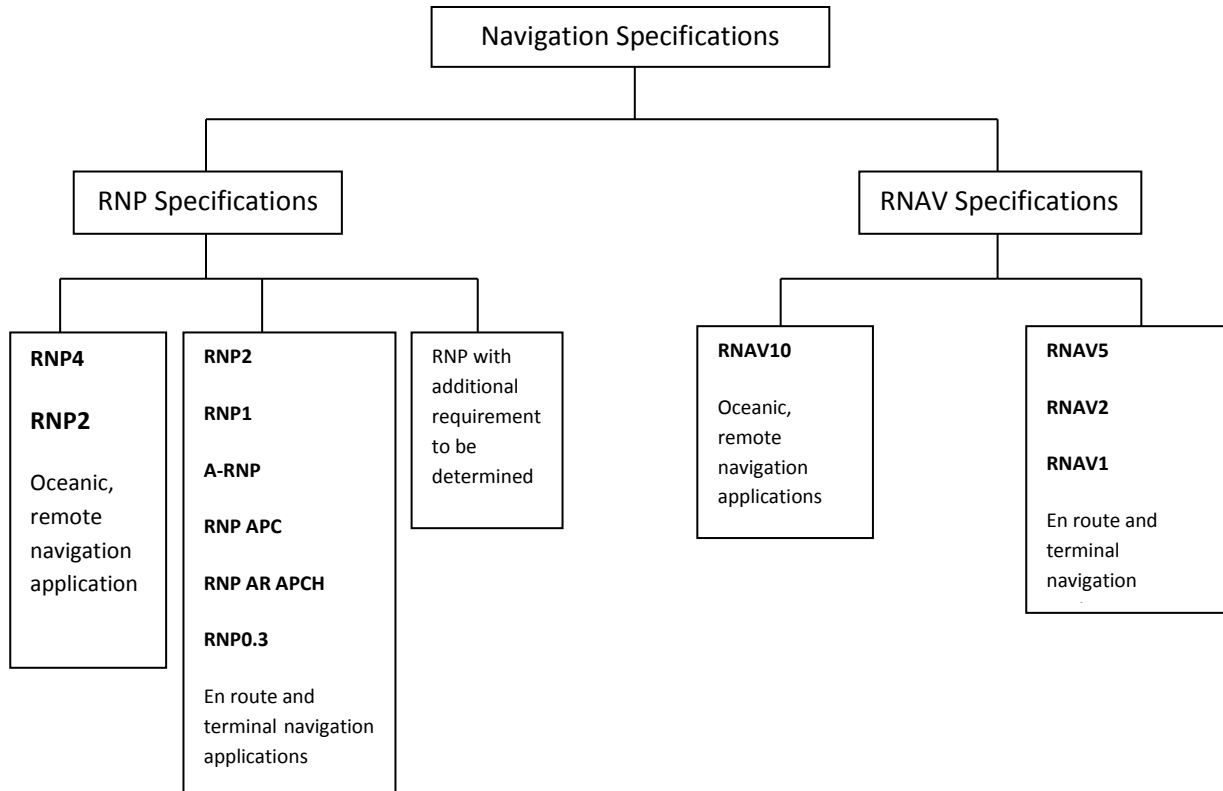 Navigation Specifications
RNP Specifications
RNAV Specifications
RNP4
RNP2
Oceanic,
remote
navigation
application
RNP2
RNP1
A-RNP
RNP APC
RNP AR APCH
RNP0.3
En route and
terminal navigation
applications
RNP with
additional
requirement
to be
determined
RNAV10
Oceanic,
remote
navigation
applications
RNAV5
RNAV2
RNAV1
En route and
terminal
navigation